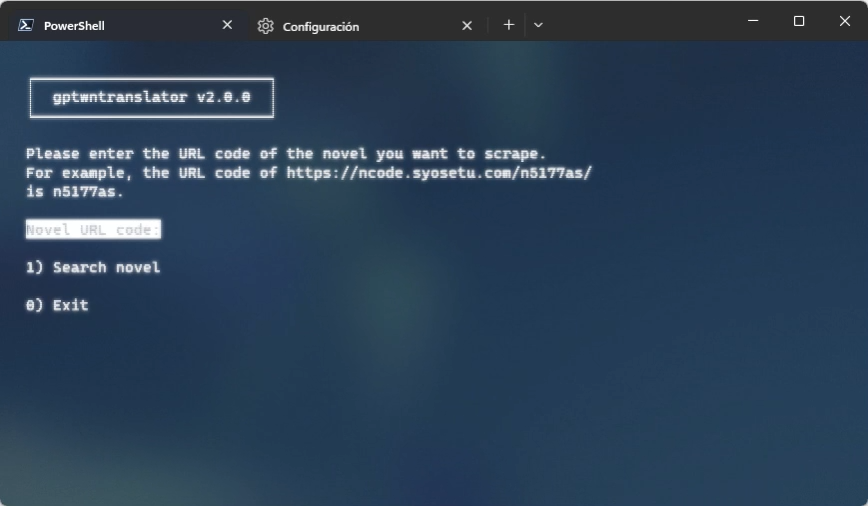 PowerShell
Configuración
gptwntranslator v2.0.0
Please enter the URL code of the novel you want to scrape.
For example, the URL code of https://ncode.syosetu.com/n5177as/
is n5177as.
Novel URL code:
1) Search novel
0) Exit